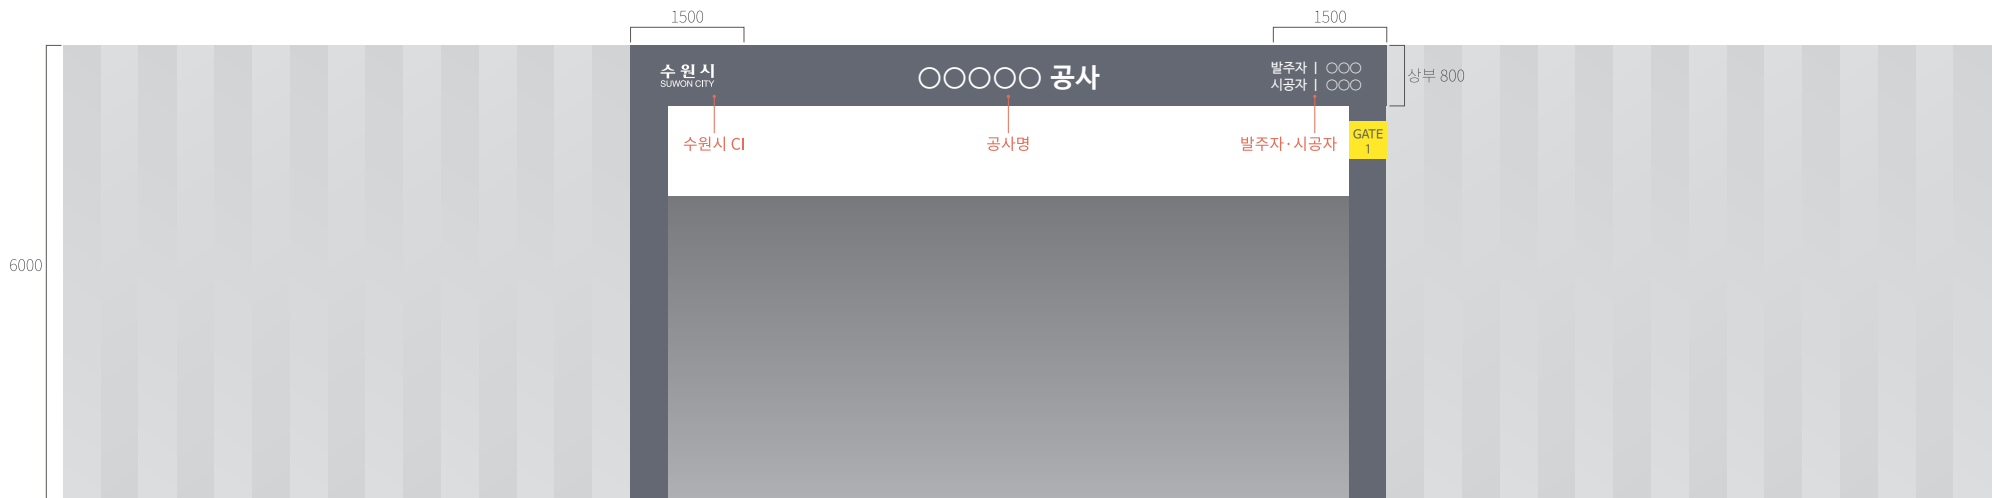 1500
1500
수원시
SUWON CITY
○○○○○ 공사
발주자 | ○○○
시공자 | ○○○
상부 800
수원시 CI
공사명
발주자·시공자
GATE
1
6000